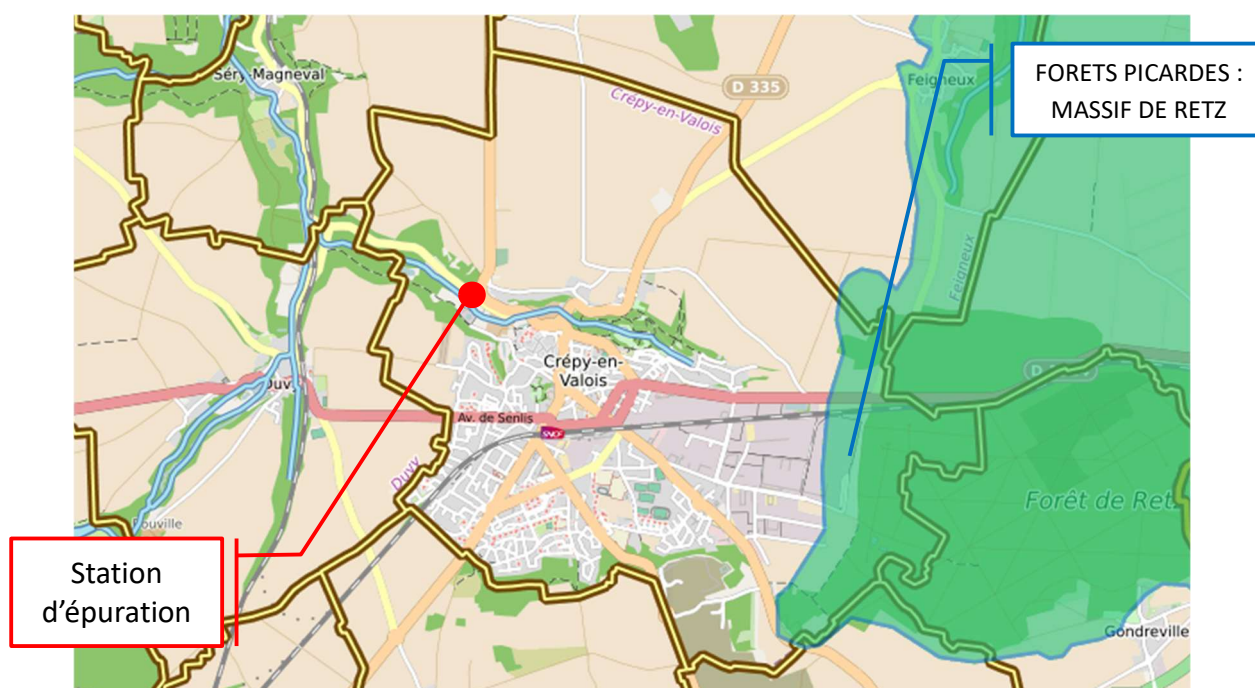 Séry-Magneval
D 335
Crépy-en-Valois
Feigneux
FORETS PICARDES :
MASSIF DE RETZ
Feigneux
Crépy-en-
Valois
Av. de Senlis
SNCF
Duvy
Forêt de Retz
Gondreville
Station
d’épuration